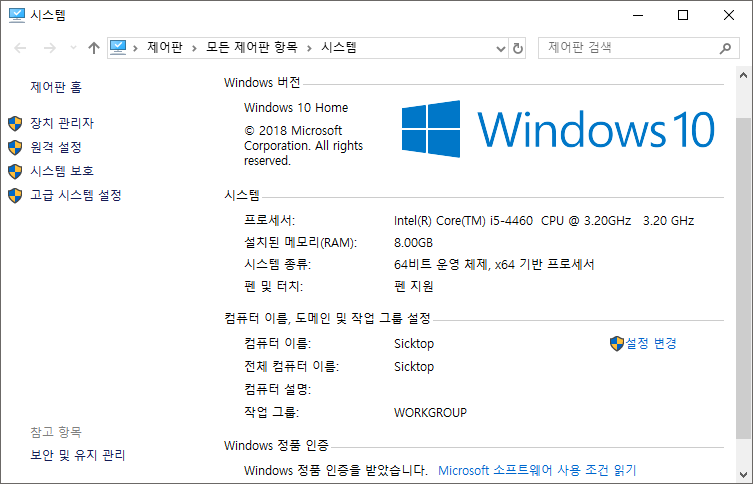 시스템
제어판 모든 제어판 항목 시스템
제어판 검색
제어판 홈
장치 관리자
원격 설정
시스템 보호
고급 시스템 설정
참고 항목
보안 및 유지 관리
Windows 버전
Windows 10 Home
© 2018 Microsoft
Corporation. All rights
reserved.
Windows 10
시스템
프로세서: Intel(R) Core(TM) i5-4460 CPU @ 3.20GHz 3.20 GHz
설치된 메모리(RAM): 8.00GB
시스템 종류: 64비트 운영 체제, x64 기반 프로세서
펜 및 터치: 펜 지원
컴퓨터 이름, 도메인 및 작업 그룹 설정
컴퓨터 이름: Sicktop 설정 변경
전체 컴퓨터 이름: Sicktop
컴퓨터 설명:
작업 그룹: WORKGROUP
Windows 정품 인증
Windows 정품 인증을 받았습니다. Microsoft 소프트웨어 사용 조건 읽기